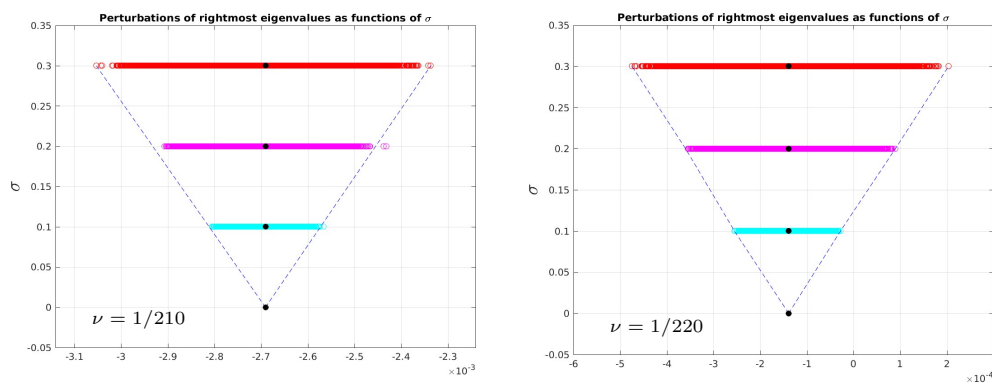 Perturbations of rightmost eigenvalues as functions of σ
0.35
0.3
0.25
0.2
0.15
0.1
0.05
0
-0.05
σ
ν = 1/210
-3.1 -3 -2.9 -2.8 -2.7 -2.6 -2.5 -2.4 -2.3
×10⁻³
Perturbations of rightmost eigenvalues as functions of σ
0.35
0.3
0.25
0.2
0.15
0.1
0.05
0
-0.05
σ
ν = 1/220
-6 -5 -4 -3 -2 -1 0 1 2 3
×10⁻⁴